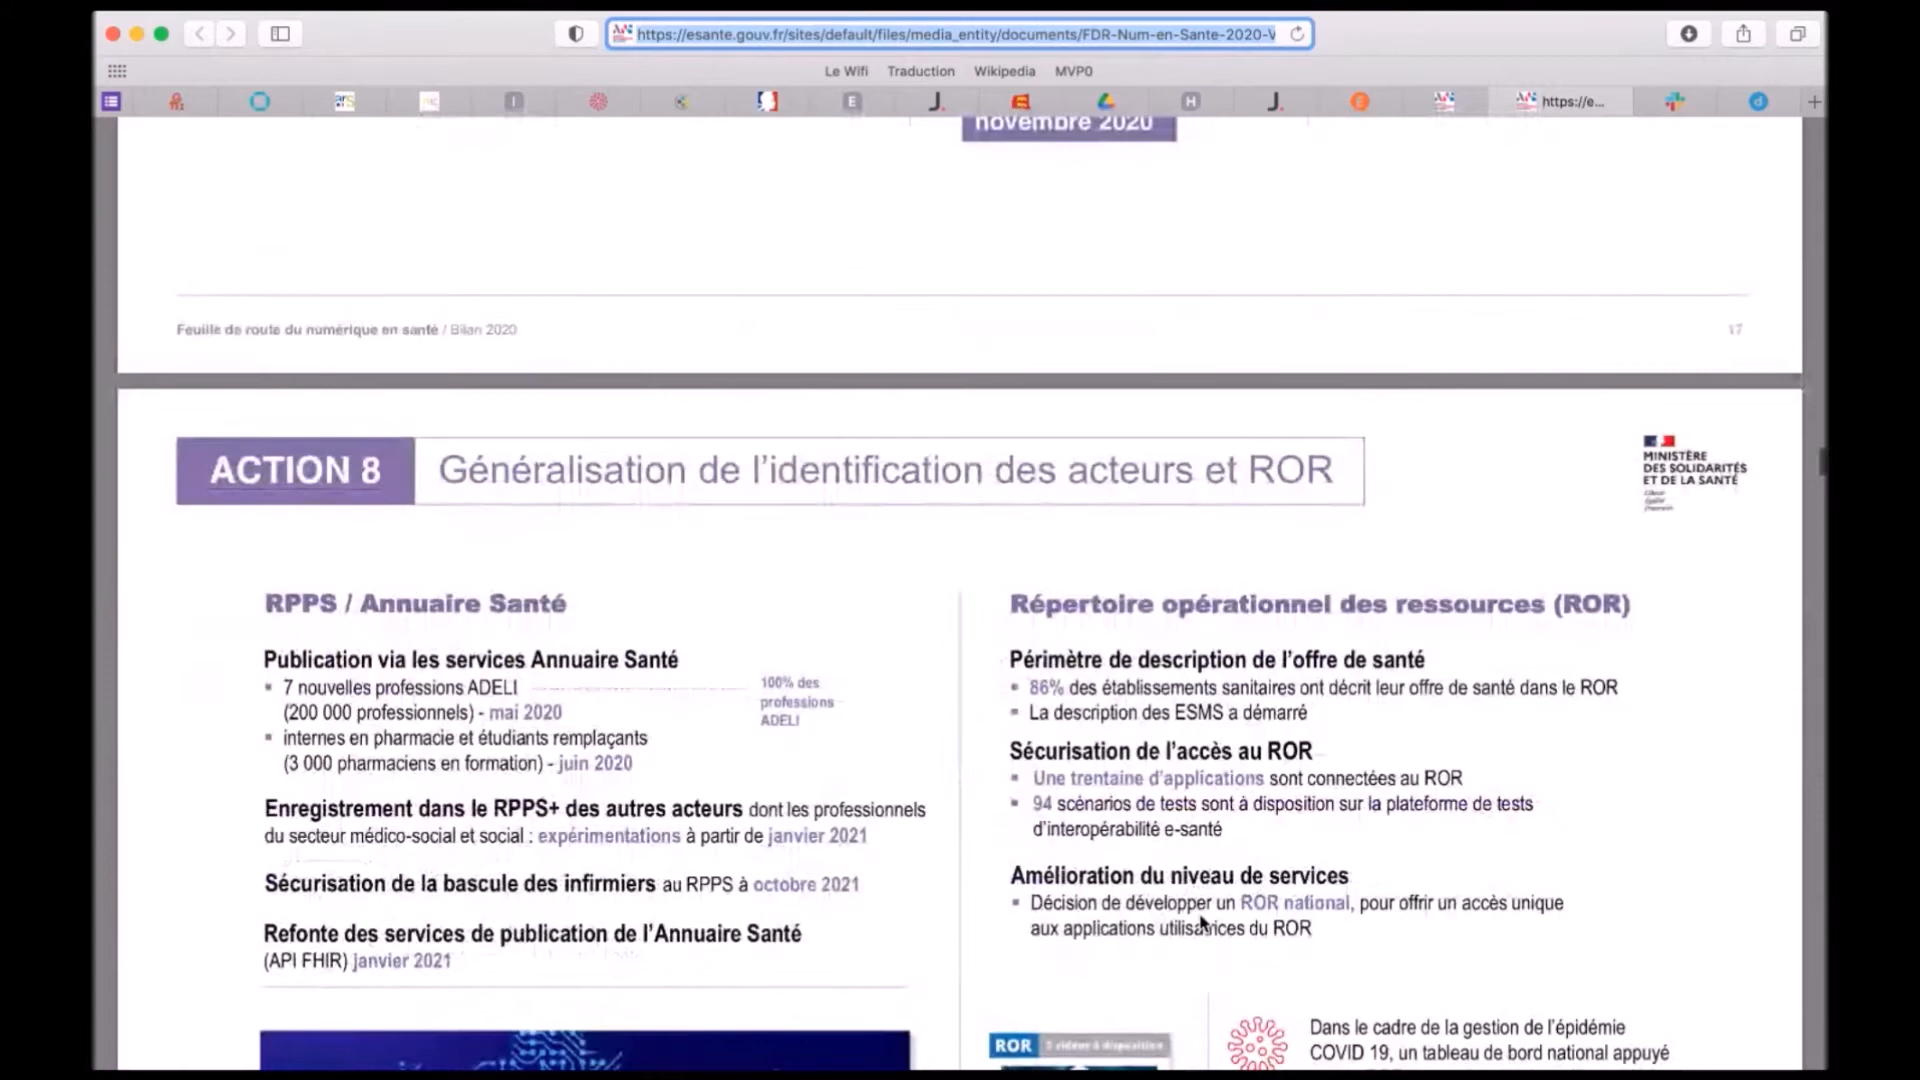 https://esante.gouv.fr/sites/default/files/media_entity/documents/FDR-Num-en-Sante-2020-V
Le Wifi Traduction Wikipedia MVP0
https://e...
novembre 2020
Feuille de route du numérique en santé / Bilan 2020
17
ACTION 8
Généralisation de l'identification des acteurs et ROR
MINISTÈRE
DES SOLIDARITÉS
ET DE LA SANTÉ
RPPS / Annuaire Santé
Publication via les services Annuaire Santé
7 nouvelles professions ADELI
(200 000 professionnels) - mai 2020
internes en pharmacie et étudiants remplaçants
(3 000 pharmaciens en formation) - juin 2020
100% des
professions
ADELI
Enregistrement dans le RPPS+ des autres acteurs dont les professionnels
du secteur médico-social et social : expérimentations à partir de janvier 2021
Sécurisation de la bascule des infirmiers au RPPS à octobre 2021
Refonte des services de publication de l'Annuaire Santé
(API FHIR) janvier 2021
Répertoire opérationnel des ressources (ROR)
Périmètre de description de l'offre de santé
86% des établissements sanitaires ont décrit leur offre de santé dans le ROR
La description des ESMS a démarré
Sécurisation de l'accès au ROR
Une trentaine d'applications sont connectées au ROR
94 scénarios de tests sont à disposition sur la plateforme de tests
d'interopérabilité e-santé
Amélioration du niveau de services
Décision de développer un ROR national, pour offrir un accès unique
aux applications utilisatrices du ROR
ROR
vidéos à disposition
Dans le cadre de la gestion de l'épidémie
COVID 19, un tableau de bord national appuyé